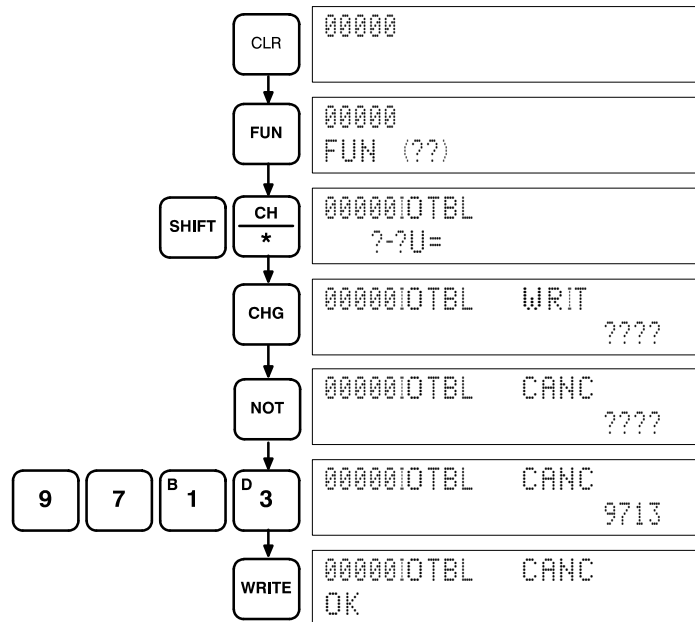 CLR
00000
FUN
00000
FUN (??)
SHIFT
CH
*
00000IOTBL
?-?U=
CHG
00000IOTBL WRIT
????
NOT
00000IOTBL CANC
????
9
7
B 1
D 3
00000IOTBL CANC
9713
WRITE
00000IOTBL CANC
OK